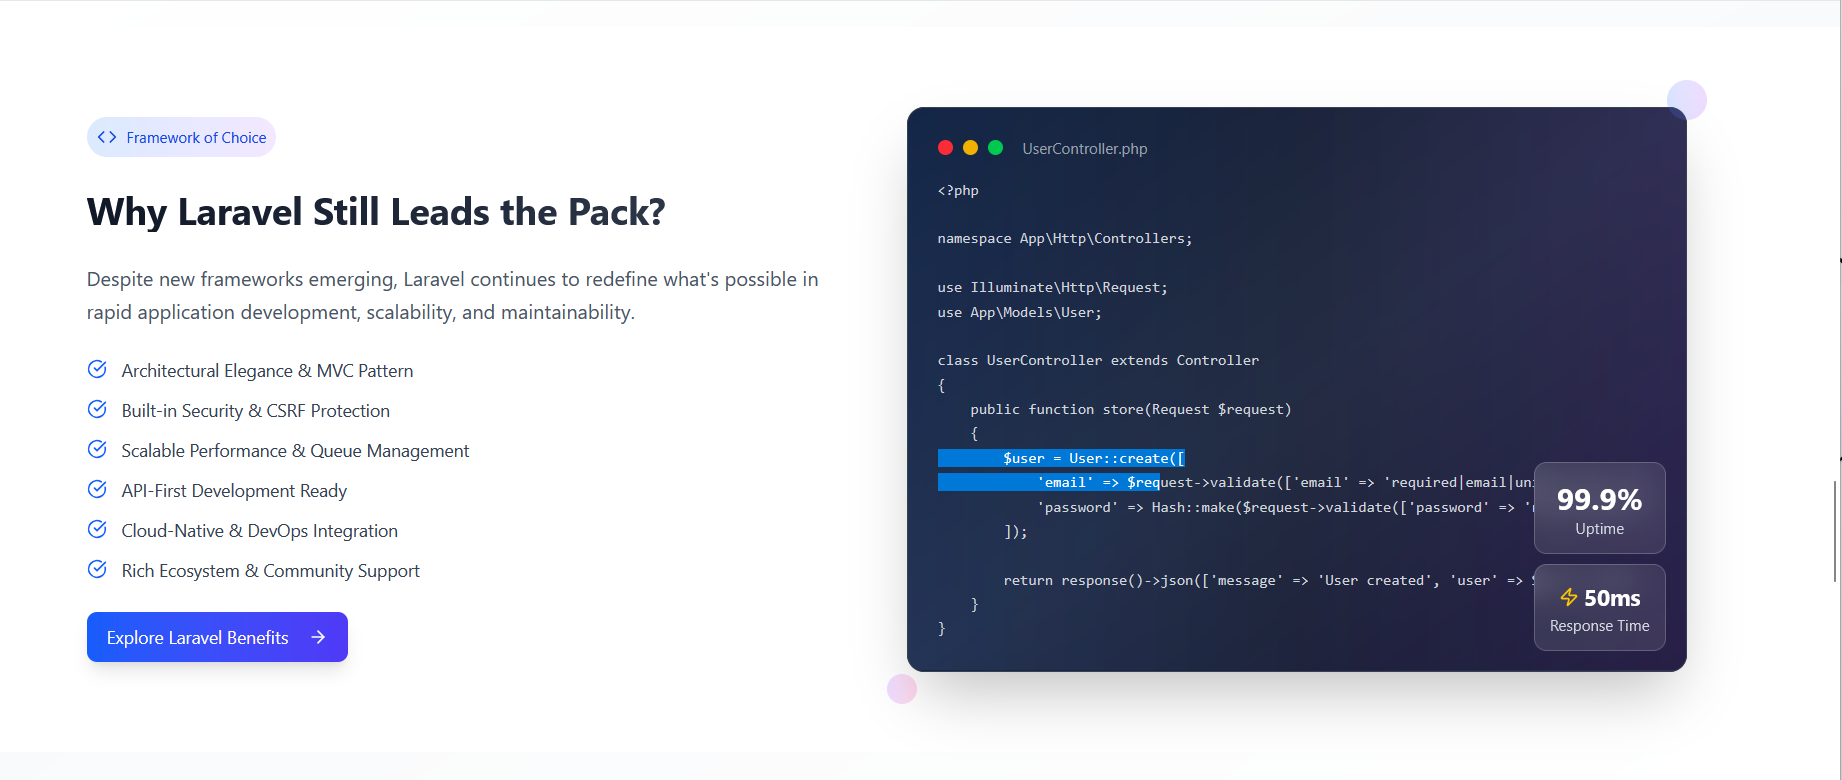 Framework of Choice
Why Laravel Still Leads the Pack?
Despite new frameworks emerging, Laravel continues to redefine what's possible in
rapid application development, scalability, and maintainability.
Architectural Elegance & MVC Pattern
Built-in Security & CSRF Protection
Scalable Performance & Queue Management
API-First Development Ready
Cloud-Native & DevOps Integration
Rich Ecosystem & Community Support
Explore Laravel Benefits
UserController.php
<?php
namespace App\Http\Controllers;
use Illuminate\Http\Request;
use App\Models\User;
class UserController extends Controller
{
    public function store(Request $request)
    {
        $user = User::create([
            'email' => $request->validate(['email' => 'required|email|un
            'password' => Hash::make($request->validate(['password' => '
        ]);
        return response()->json(['message' => 'User created', 'user' =>
    }
}
99.9%
Uptime
50ms
Response Time